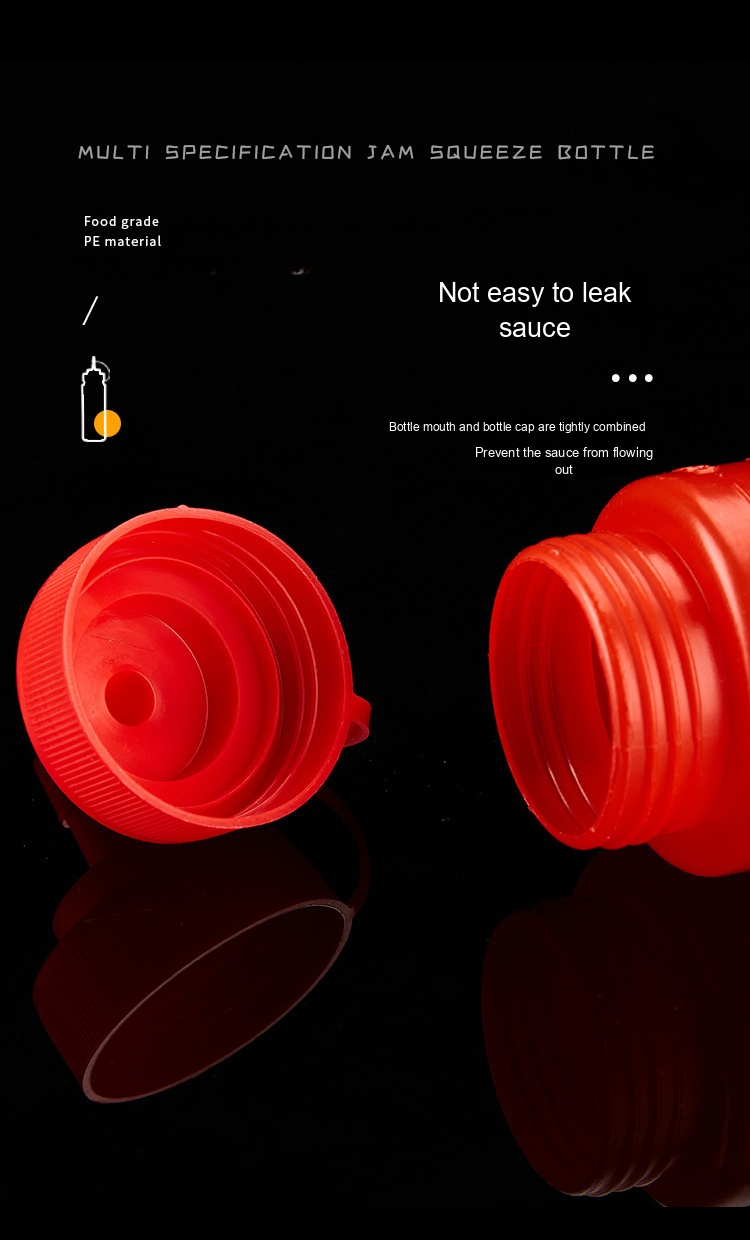 MULTI SPECIFICATION JAM SQUEEZE BOTTLE
Food grade
PE material
/
Not easy to leak
sauce
Bottle mouth and bottle cap are tightly combined
Prevent the sauce from flowing
out